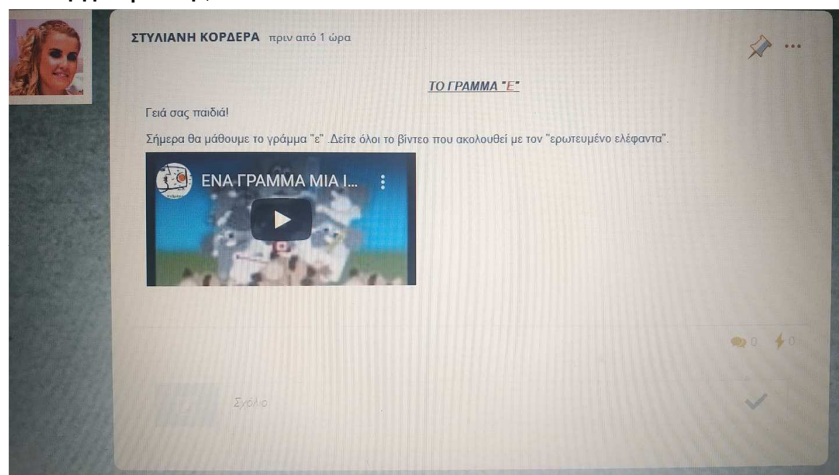 ΣΤΥΛΙΑΝΗ ΚΟΡΔΕΡΑ πριν από 1 ώρα
ΤΟ ΓΡΑΜΜΑ "Ε"
Γειά σας παιδιά!
Σήμερα θα μάθουμε το γράμμα "ε" .Δείτε όλοι το βίντεο που ακολουθεί με τον "ερωτευμένο ελέφαντα".
ΕΝΑ ΓΡΑΜΜΑ ΜΙΑ Ι...
0 0
Σχόλιο